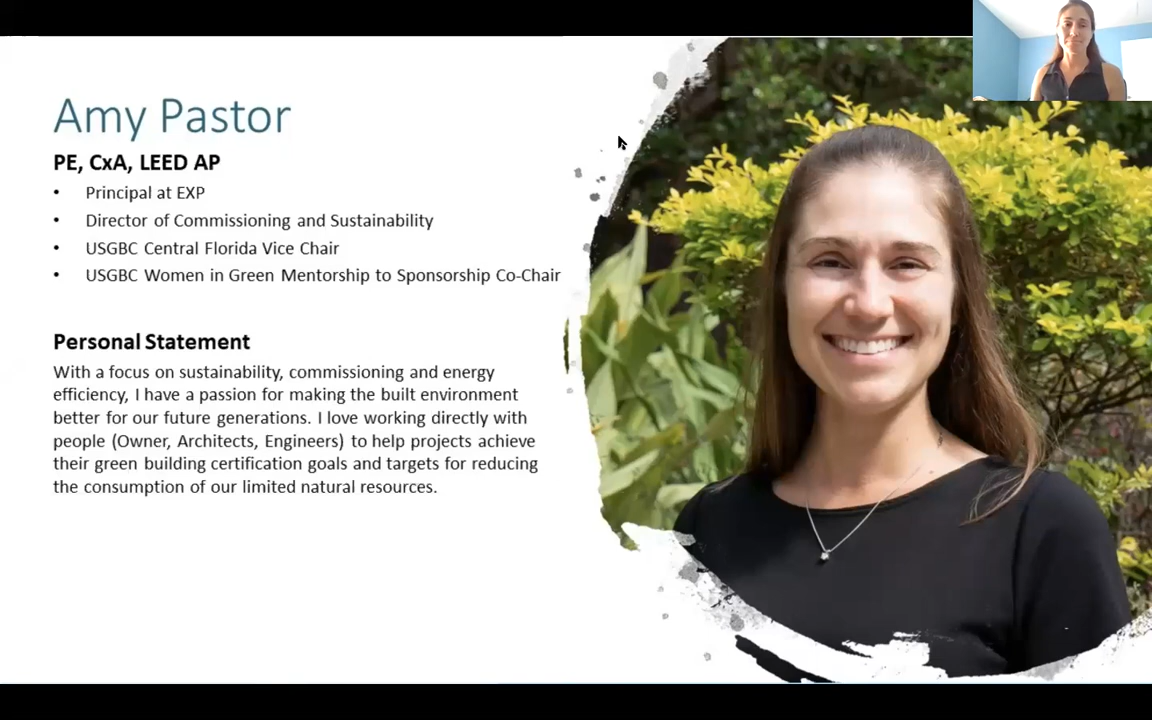 Amy Pastor
PE, CxA, LEED AP
• Principal at EXP
• Director of Commissioning and Sustainability
• USGBC Central Florida Vice Chair
• USGBC Women in Green Mentorship to Sponsorship Co-Chair
Personal Statement
With a focus on sustainability, commissioning and energy
efficiency, I have a passion for making the built environment
better for our future generations. I love working directly with
people (Owner, Architects, Engineers) to help projects achieve
their green building certification goals and targets for reducing
the consumption of our limited natural resources.